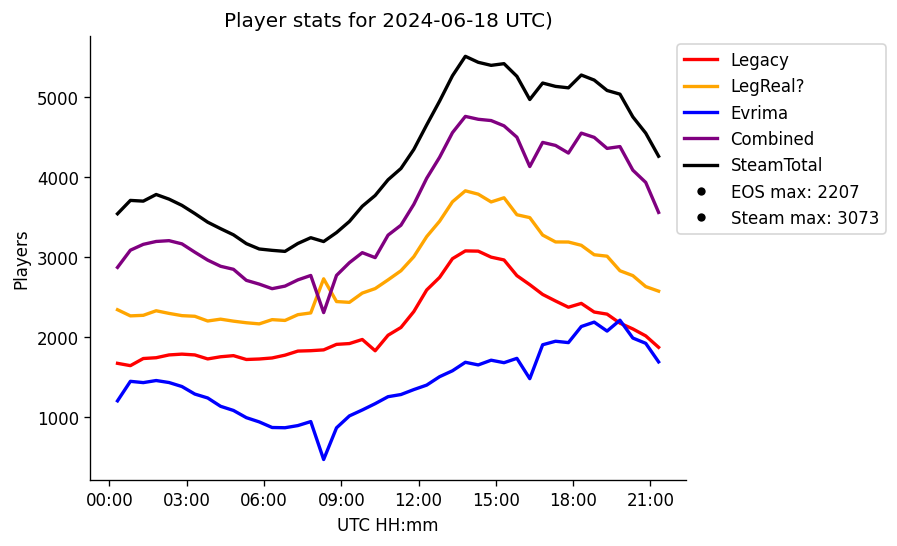 Player stats for 2024-06-18 UTC)
Legacy
LegReal?
Evrima
Combined
SteamTotal
EOS max: 2207
Steam max: 3073
Players
5000
4000
3000
2000
1000
00:00 03:00 06:00 09:00 12:00 15:00 18:00 21:00
UTC HH:mm